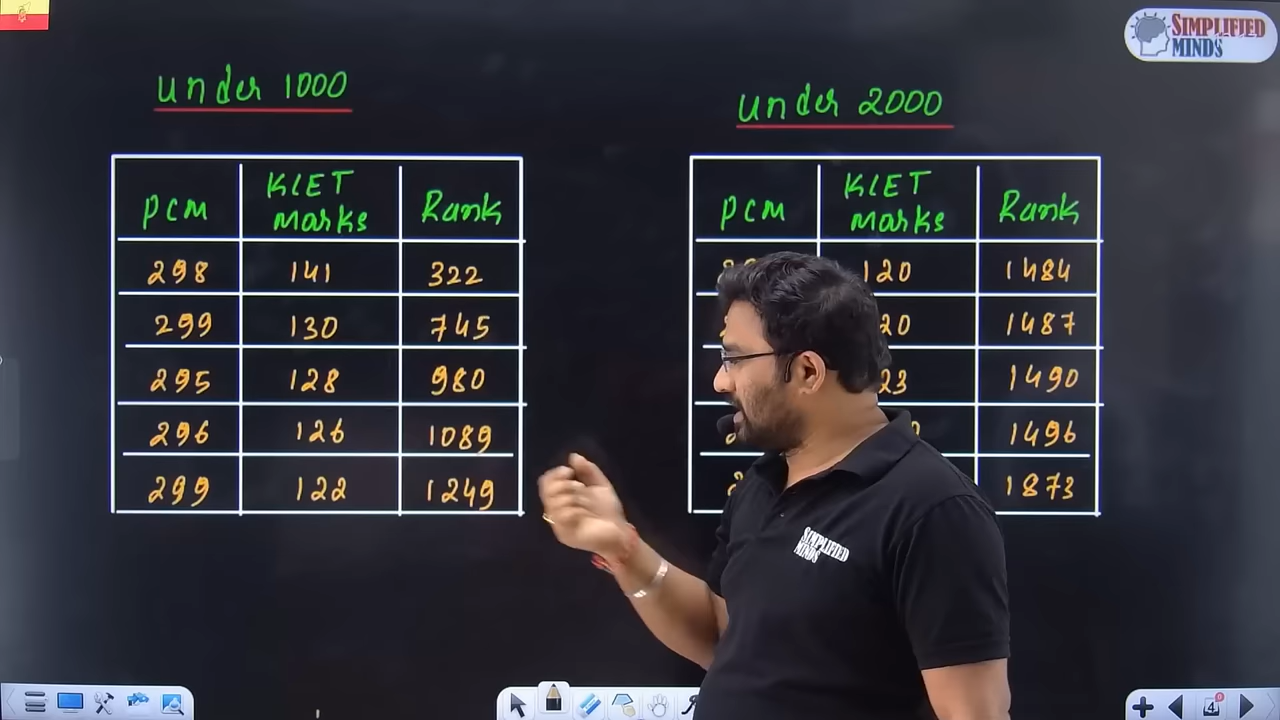 SIMPLIFIED
MINDS
under 1000
PCM KCET Marks Rank
298 141 322
299 130 745
295 128 980
296 126 1089
299 122 1249
under 2000
PCM KCET Marks Rank
120 1484
1487
1490
1496
1873
SIMPLIFIED
MINDS
4